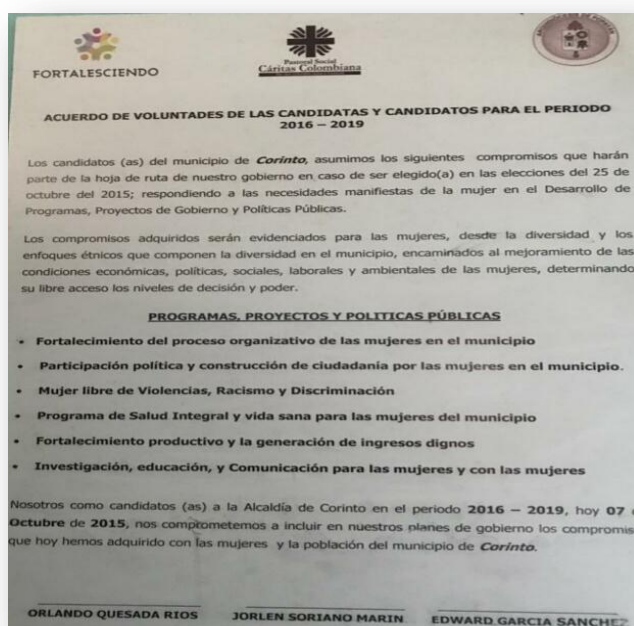 FORTALESCIENDO
Pastoral Social
Cáritas Colombiana
ACUERDO DE VOLUNTADES DE LAS CANDIDATAS Y CANDIDATOS PARA EL PERIODO
2016 – 2019
Los candidatos (as) del municipio de Corinto, asumimos los siguientes compromisos que harán
parte de la hoja de ruta de nuestro gobierno en caso de ser elegido(a) en las elecciones del 25 de
octubre del 2015; respondiendo a las necesidades manifiestas de la mujer en el Desarrollo de
Programas, Proyectos de Gobierno y Políticas Públicas.
Los compromisos adquiridos serán evidenciados para las mujeres, desde la diversidad y los
enfoques étnicos que componen la diversidad en el municipio, encaminados al mejoramiento de las
condiciones económicas, políticas, sociales, laborales y ambientales de las mujeres, determinando
su libre acceso los niveles de decisión y poder.
PROGRAMAS, PROYECTOS Y POLITICAS PÚBLICAS
• Fortalecimiento del proceso organizativo de las mujeres en el municipio
• Participación política y construcción de ciudadanía por las mujeres en el municipio.
• Mujer libre de Violencias, Racismo y Discriminación
• Programa de Salud Integral y vida sana para las mujeres del municipio
• Fortalecimiento productivo y la generación de ingresos dignos
• Investigación, educación, y Comunicación para las mujeres y con las mujeres
Nosotros como candidatos (as) a la Alcaldía de Corinto en el periodo 2016 – 2019, hoy 07
Octubre de 2015, nos comprometemos a incluir en nuestros planes de gobierno los compromis
que hoy hemos adquirido con las mujeres y la población del municipio de Corinto.
ORLANDO QUESADA RIOS JORLEN SORIANO MARIN EDWARD GARCIA SANCHEZ